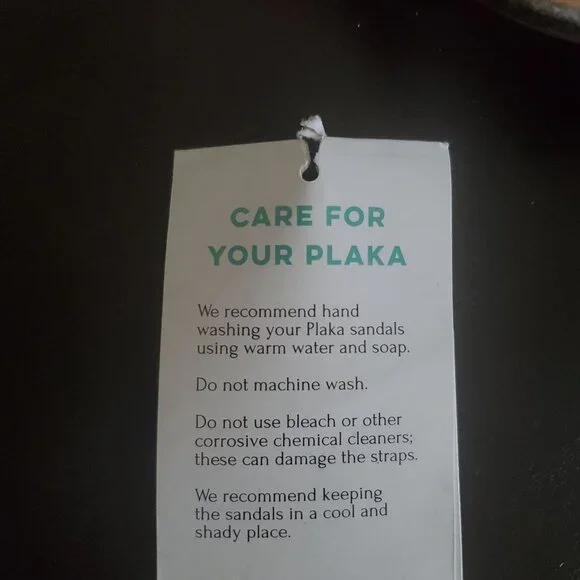 CARE FOR
YOUR PLAKA
We recommend hand
washing your Plaka sandals
using warm water and soap.
Do not machine wash.
Do not use bleach or other
corrosive chemical cleaners;
these can damage the straps.
We recommend keeping
the sandals in a cool and
shady place.